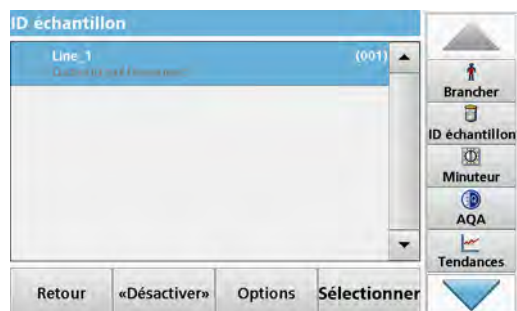 ID échantillon
Line_1 (001)
Brancher
ID échantillon
Minuteur
AQA
Tendances
Retour «Désactiver» Options Sélectionner